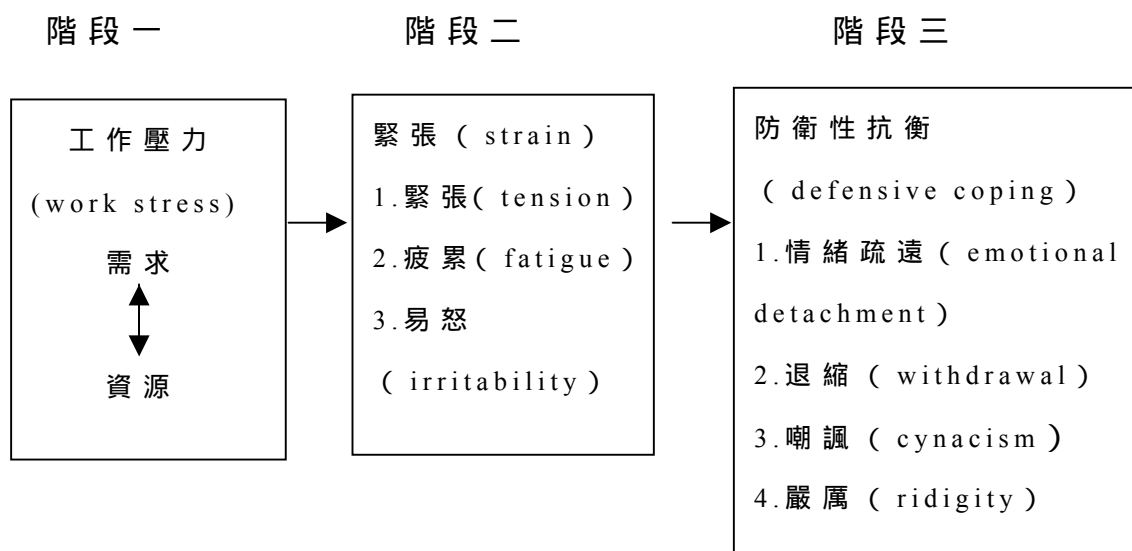 階段一
階段二
階段三
工作壓力
(work stress)
需求
資源
緊張（strain）
1.緊張（tension）
2.疲累（fatigue）
3.易怒
（irritability）
防衛性抗衡
（defensive coping）
1.情緒疏遠（emotional
detachment）
2.退縮（withdrawal）
3.嘲諷（cynacism）
4.嚴厲（ridigity）